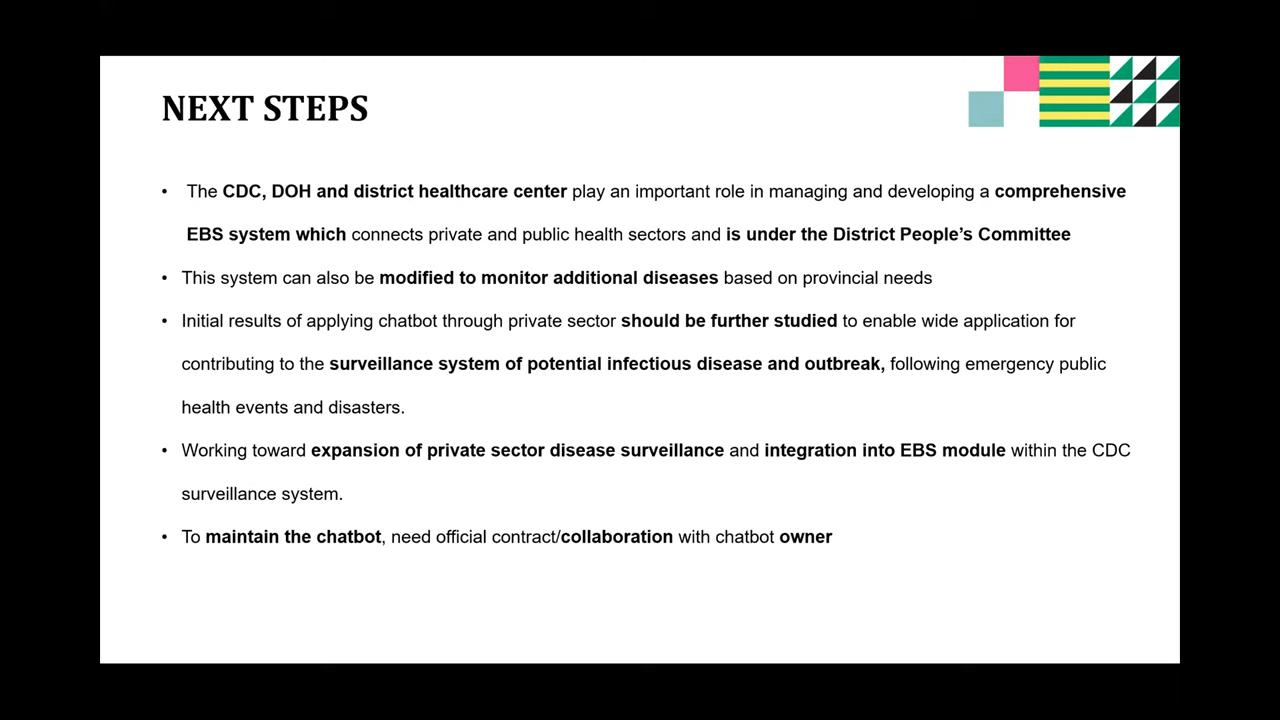 NEXT STEPS
• The CDC, DOH and district healthcare center play an important role in managing and developing a comprehensive
EBS system which connects private and public health sectors and is under the District People’s Committee
• This system can also be modified to monitor additional diseases based on provincial needs
• Initial results of applying chatbot through private sector should be further studied to enable wide application for
contributing to the surveillance system of potential infectious disease and outbreak, following emergency public
health events and disasters.
• Working toward expansion of private sector disease surveillance and integration into EBS module within the CDC
surveillance system.
• To maintain the chatbot, need official contract/collaboration with chatbot owner